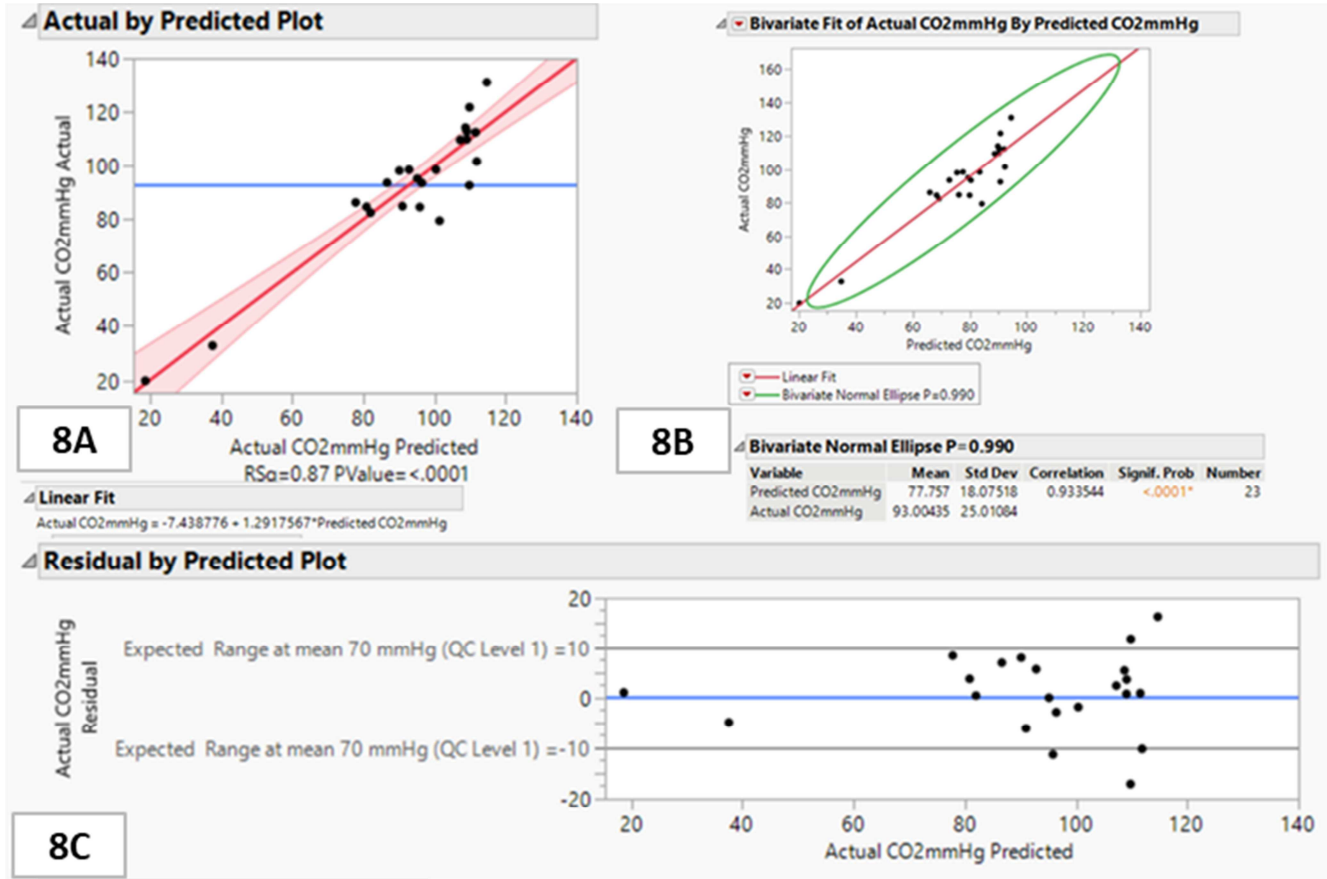 Actual by Predicted Plot
Actual CO2mmHg Actual
140
120
100
80
60
40
20
20 40 60 80 100 120 140
Actual CO2mmHg Predicted
RSq=0.87 PValue=<.0001
8A
Linear Fit
Actual CO2mmHg = -7.438776 + 1.2917567*Predicted CO2mmHg
Bivariate Fit of Actual CO2mmHg By Predicted CO2mmHg
Actual CO2mmHg
160
140
120
100
80
60
40
20
20 40 60 80 100 120 140
Predicted CO2mmHg
Linear Fit
Bivariate Normal Ellipse P=0.990
8B
Bivariate Normal Ellipse P=0.990
Variable Mean Std Dev Correlation Signif. Prob Number
Predicted CO2mmHg 77.757 18.07518 0.933544 <.0001* 23
Actual CO2mmHg 93.00435 25.01084
Residual by Predicted Plot
Actual CO2mmHg
Residual
20
Expected Range at mean 70 mmHg (QC Level 1) =10
0
Expected Range at mean 70 mmHg (QC Level 1) =-10
-20
20 40 60 80 100 120 140
Actual CO2mmHg Predicted
8C